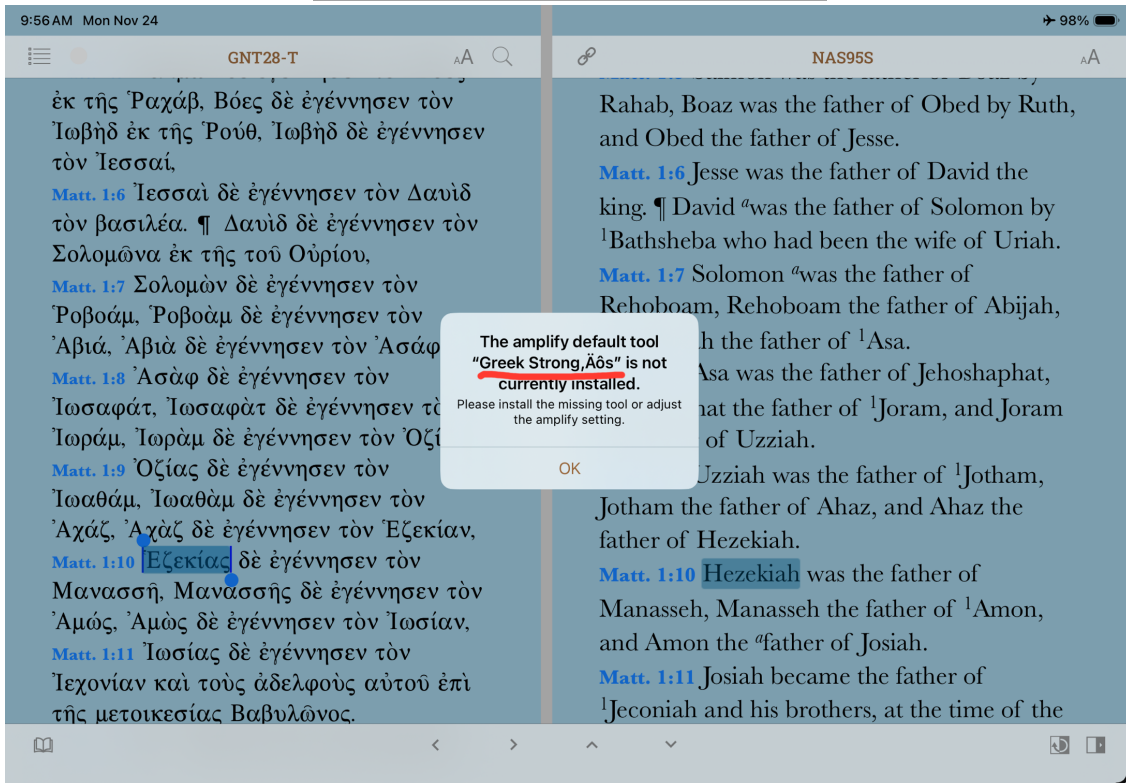 9:56 AM Mon Nov 24
98%
GNT28-T
AA
ἐκ τῆς Ῥαχάβ, Βόες δὲ ἐγέννησεν τὸν
Ἰωβὴδ ἐκ τῆς Ῥούθ, Ἰωβὴδ δὲ ἐγέννησεν
τὸν Ἰεσσαί,
Matt. 1:6 Ἰεσσαὶ δὲ ἐγέννησεν τὸν Δαυὶδ
τὸν βασιλέα. ¶ Δαυὶδ δὲ ἐγέννησεν τὸν
Σολομῶνα ἐκ τῆς τοῦ Οὐρίου,
Matt. 1:7 Σολομὼν δὲ ἐγέννησεν τὸν
Ῥοβοάμ, Ῥοβοὰμ δὲ ἐγέννησεν τὸν
Ἀβιά, Ἀβιὰ δὲ ἐγέννησεν τὸν Ἀσάφ
Matt. 1:8 Ἀσὰφ δὲ ἐγέννησεν τὸν
Ἰωσαφάτ, Ἰωσαφὰτ δὲ ἐγέννησεν
Ἰωράμ, Ἰωρὰμ δὲ ἐγέννησεν τὸν
Matt. 1:9 Ὀζίας δὲ ἐγέννησεν τὸν
Ἰωαθάμ, Ἰωαθὰμ δὲ ἐγέννησεν τὸν
Ἀχάζ, Ἀχὰζ δὲ ἐγέννησεν τὸν Ἑζεκίαν,
Matt. 1:10 Ἑζεκίας δὲ ἐγέννησεν τὸν
Μανασσῆ, Μανασσῆς δὲ ἐγέννησεν τὸν
Ἀμώς, Ἀμὼς δὲ ἐγέννησεν τὸν Ἰωσίαν,
Matt. 1:11 Ἰωσίας δὲ ἐγέννησεν τὸν
Ἰεχονίαν καὶ τοὺς ἀδελφοὺς αὐτοῦ ἐπὶ
τῆς μετοικεσίας Βαβυλῶνος.
NAS95S
AA
Rahab, Boaz was the father of Obed by Ruth,
and Obed the father of Jesse.
Matt. 1:6 Jesse was the father of David the
king. ¶ David ᵃwas the father of Solomon by
¹Bathsheba who had been the wife of Uriah.
Matt. 1:7 Solomon ᵃwas the father of
Rehoboam, Rehoboam the father of Abijah,
the father of ¹Asa.
Asa was the father of Jehoshaphat,
the father of ¹Joram, and Joram
of Uzziah.
Uzziah was the father of ¹Jotham,
Jotham the father of Ahaz, and Ahaz the
father of Hezekiah.
Matt. 1:10 Hezekiah was the father of
Manasseh, Manasseh the father of ¹Amon,
and Amon the ᵃfather of Josiah.
Matt. 1:11 Josiah became the father of
¹Jeconiah and his brothers, at the time of the
The amplify default tool
“Greek Strong‚Äôs” is not
currently installed.
Please install the missing tool or adjust
the amplify setting.
OK